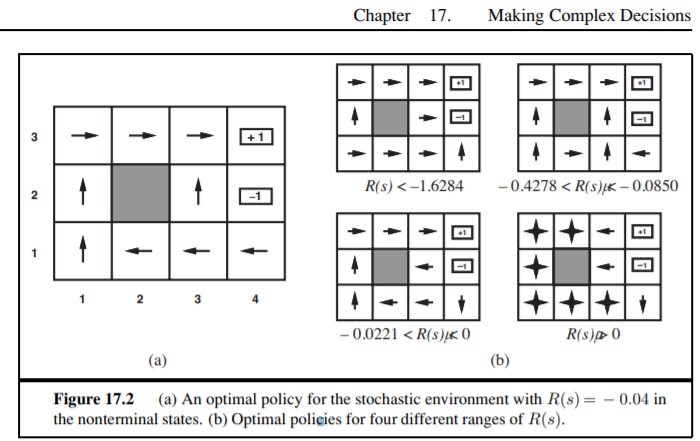 Chapter 17. Making Complex Decisions
3
+1
2
-1
1
1 2 3 4
(a)
+1
-1
R(s) < -1.6284
+1
-1
- 0.4278 < R(s) < - 0.0850
+1
-1
- 0.0221 < R(s) < 0
+1
-1
R(s) > 0
(b)
Figure 17.2 (a) An optimal policy for the stochastic environment with R(s) = - 0.04 in
the nonterminal states. (b) Optimal policies for four different ranges of R(s).